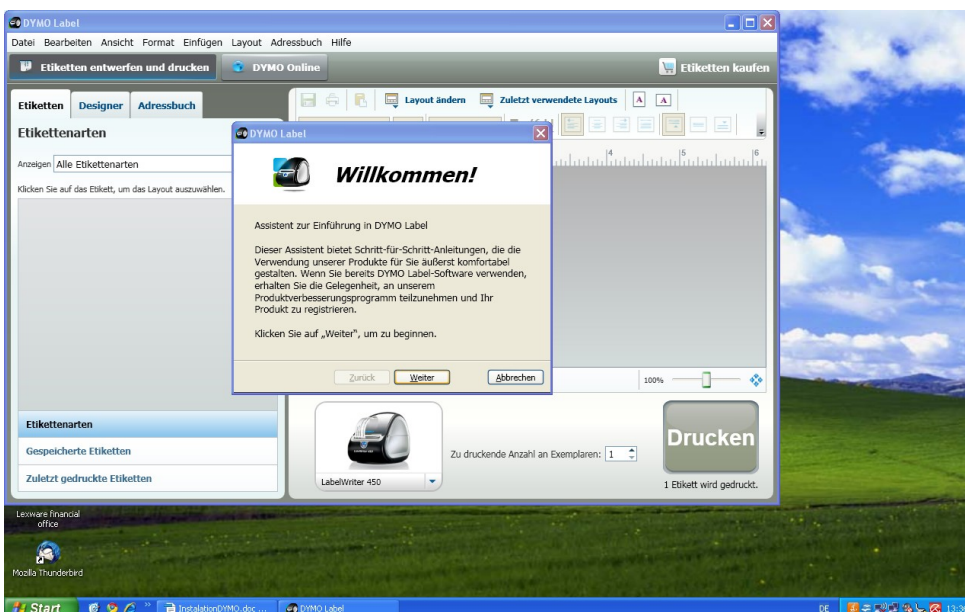 DYMO Label
Datei Bearbeiten Ansicht Format Einfügen Layout Adressbuch Hilfe
Etiketten entwerfen und drucken DYMO Online Etiketten kaufen
Etiketten Designer Adressbuch
Layout ändern Zuletzt verwendete Layouts A A
Etikettenarten
Anzeigen Alle Etikettenarten
Klicken Sie auf das Etikett, um das Layout auszuwählen.
4 5 6
DYMO Label
Willkommen!
Assistent zur Einführung in DYMO Label
Dieser Assistent bietet Schritt-für-Schritt-Anleitungen, die die
Verwendung unserer Produkte für Sie äußerst komfortabel
gestalten. Wenn Sie bereits DYMO Label-Software verwenden,
erhalten Sie die Gelegenheit, an unserem
Produktverbesserungsprogramm teilzunehmen und Ihr
Produkt zu registrieren.
Klicken Sie auf „Weiter", um zu beginnen.
Zurück Weiter Abbrechen
100%
Etikettenarten
Gespeicherte Etiketten
Zuletzt gedruckte Etiketten
LabelWriter 450
Zu druckende Anzahl an Exemplaren: 1
Drucken
1 Etikett wird gedruckt.
Lexware financial
office
Mozilla Thunderbird
Start InstalationDYMO.doc ... DYMO Label DE